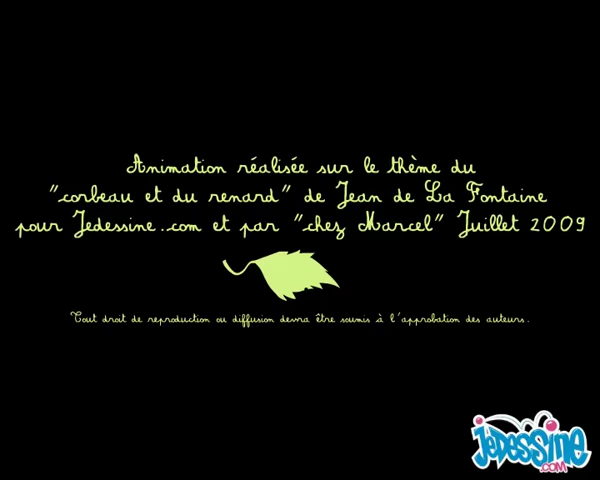 Animation réalisée sur le thème du
"corbeau et du renard" de Jean de La Fontaine
pour Jedessine.com et par "chez Marcel" Juillet 2009
Tout droit de reproduction ou diffusion devra être soumis à l'approbation des auteurs.
JEDESSINE
.COM